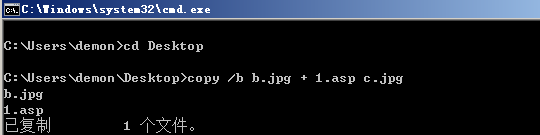 C:\Windows\system32\cmd.exe
C:\Users\demon>cd Desktop
C:\Users\demon\Desktop>copy /b b.jpg + 1.asp c.jpg
b.jpg
1.asp
已复制         1 个文件。